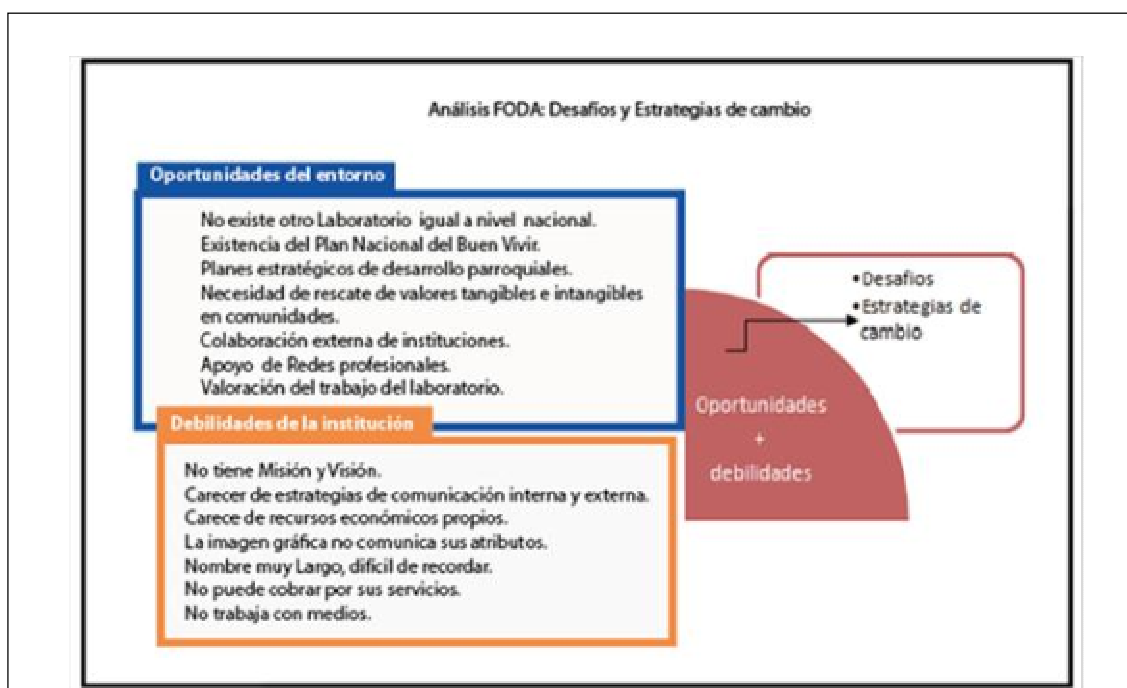 Análisis FODA: Desafíos y Estrategias de cambio
Oportunidades del entorno
No existe otro Laboratorio igual a nivel nacional.
Existencia del Plan Nacional del Buen Vivir.
Planes estratégicos de desarrollo parroquiales.
Necesidad de rescate de valores tangibles e intangibles
en comunidades.
Colaboración externa de instituciones.
Apoyo de Redes profesionales.
Valoración del trabajo del laboratorio.
Debilidades de la institución
No tiene Misión y Visión.
Carecer de estrategias de comunicación interna y externa.
Carece de recursos económicos propios.
La imagen gráfica no comunica sus atributos.
Nombre muy Largo, difícil de recordar.
No puede cobrar por sus servicios.
No trabaja con medios.
Oportunidades
+
debilidades
•Desafios
•Estrategias de
cambio